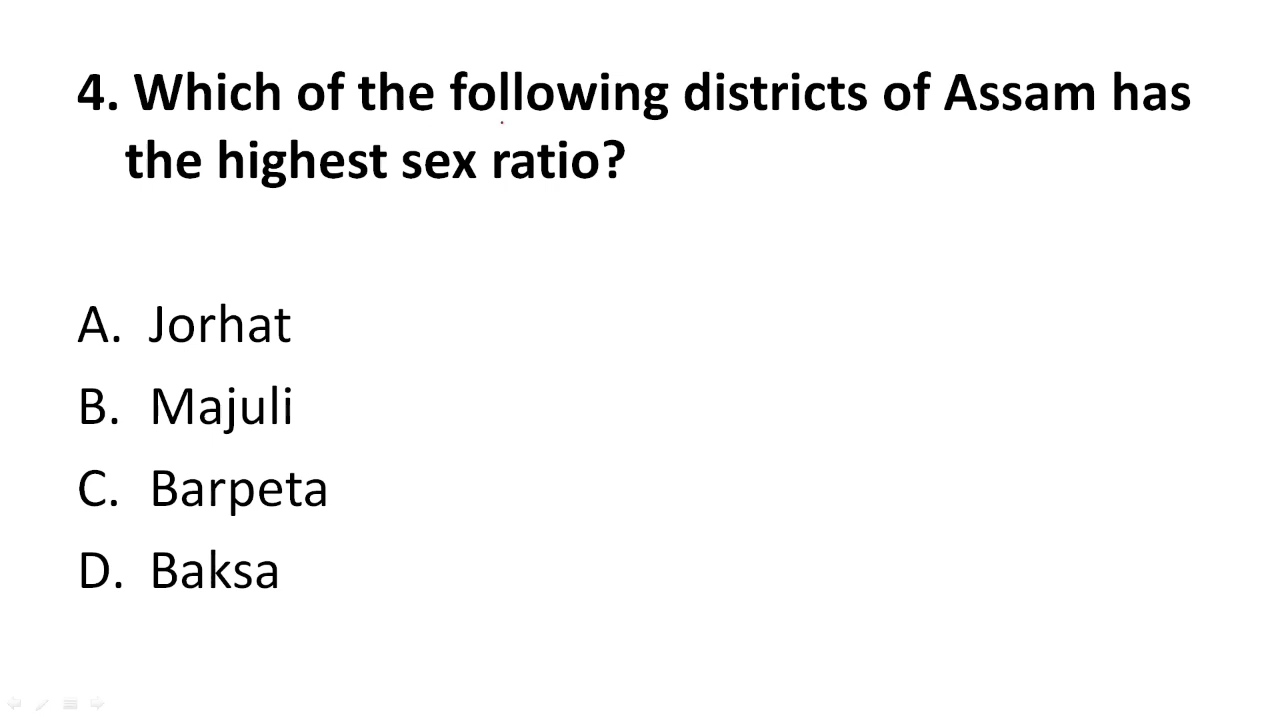 4. Which of the following districts of Assam has
the highest sex ratio?
A. Jorhat
B. Majuli
C. Barpeta
D. Baksa